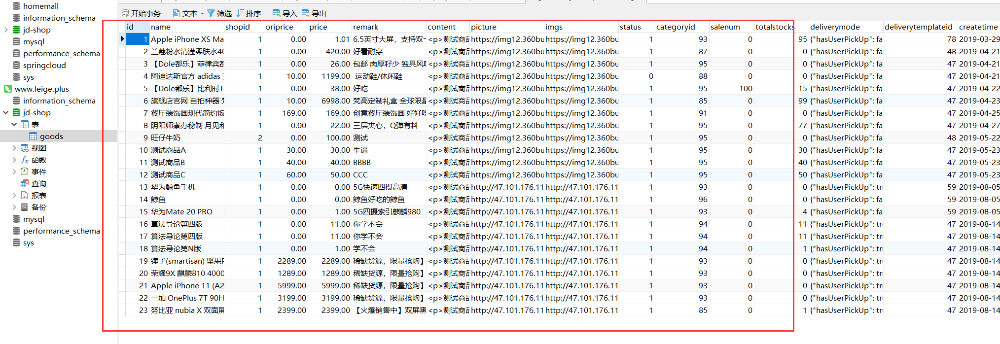 homemall
information_schema
jd-shop
mysql
performance_schema
springcloud
sys
www.leige.plus
information_schema
jd-shop
表
goods
视图
函数
事件
查询
报表
备份
mysql
performance_schema
sys
开始事务 文本 筛选 排序 导入 导出
id name shopid oriprice price remark content picture imgs status categoryid salenum totalstocks deliverymode deliverytemplateid createtime
1 Apple iPhone XS Ma 1 0.00 1.01 6.5英寸大屏，支持双 <p>测试商品 https://img12.360bu https://img12.360bu 1 93 0 95 {"hasUserPickUp": fa 78 2019-03-29
2 兰蔻粉水清滢柔肤水40 1 0.00 420.00 好看耐穿 <p>测试商品 https://img12.360bu https://img12.360bu 1 87 0 0 {"hasUserPickUp": fa 48 2019-04-21
3 【Dole都乐】菲律宾都 1 0.00 26.00 包邮 肉厚籽少 独具风味 <p>测试商品 https://img12.360bu https://img12.360bu 1 95 0 0 {"hasUserPickUp": fa 47 2019-04-21
4 阿迪达斯官方 adidas 1 10.00 1199.00 运动鞋/休闲鞋 <p>测试商品 https://img12.360bu https://img12.360bu 0 88 0 0 {"hasUserPickUp": fa 47 2019-04-21
5 【Dole都乐】比利时T 1 0.00 38.00 好吃 <p>测试商品 https://img12.360bu https://img12.360bu 1 95 100 15 {"hasUserPickUp": fa 47 2019-04-22
6 旗舰店官网 自拍神器 1 10.00 6998.00 梵高定制礼盒 全球限量 <p>测试商品 https://img12.360bu https://img12.360bu 1 85 0 99 {"hasUserPickUp": fa 47 2019-04-23
7 餐厅装饰画现代简约饭 1 169.00 169.00 创意餐厅装饰画 好好吃 <p>测试商品 https://img12.360bu https://img12.360bu 1 91 0 0 {"hasUserPickUp": fa 47 2019-04-25
8 阴阳师寮办秘制 月见和 1 0.00 22.00 三层夹心，Q弹有料 <p>测试商品 https://img12.360bu https://img12.360bu 1 95 0 77 {"hasUserPickUp": fa 47 2019-04-27
9 旺仔牛奶 2 0.00 100.00 测试 <p>测试商品 https://img12.360bu https://img12.360bu 1 95 0 0 {"hasUserPickUp": fa 48 2019-05-22
10 测试商品A 1 30.00 30.00 牛逼 <p>测试商品 https://img12.360bu https://img12.360bu 1 95 0 30 {"hasUserPickUp": fa 47 2019-05-23
11 测试商品B 1 40.00 40.00 BBBB <p>测试商品 https://img12.360bu https://img12.360bu 1 95 0 40 {"hasUserPickUp": fa 47 2019-05-23
12 测试商品C 1 60.00 50.00 CCC <p>测试商品 https://img12.360bu https://img12.360bu 1 95 0 50 {"hasUserPickUp": fa 47 2019-05-23
13 华为鲸鱼手机 1 0.00 0.00 5G快速四摄高清 <p>测试商品 http://47.101.176.11 http://47.101.176.11 1 93 0 0 {"hasUserPickUp": tru 59 2019-08-05
14 鲸鱼 1 0.00 0.00 鲸鱼好吃的鲸鱼 <p>测试商品 http://47.101.176.11 http://47.101.176.11 1 96 0 0 {"hasUserPickUp": fa 59 2019-08-05
15 华为Mate 20 PRO 1 0.00 1.00 5G四摄索引麒麟980 <p>测试商品 http://47.101.176.11 http://47.101.176.11 1 93 0 4 {"hasUserPickUp": fa 59 2019-08-05
16 算法导论第四版 1 0.00 11.00 你学不会 <p>测试商品 http://47.101.176.11 http://47.101.176.11 1 94 0 11 {"hasUserPickUp": tru 47 2019-08-14
17 算法导论第四版 1 0.00 11.00 你学不会 <p>测试商品 http://47.101.176.11 http://47.101.176.11 1 94 0 11 {"hasUserPickUp": tru 47 2019-08-14
18 算法导论第N版 1 0.00 1.00 学不会 <p>测试商品 http://47.101.176.11 http://47.101.176.11 1 94 0 1 {"hasUserPickUp": tru 47 2019-08-14
19 锤子(smartisan) 坚果P 1 2289.00 2289.00 稀缺货源，限量抢购】 <p>测试商品 http://47.101.176.11 http://47.101.176.11 1 93 0 0 {"hasUserPickUp": tru 47 2019-08-14
20 荣耀9X 麒麟810 4000 1 1289.00 1289.00 稀缺货源，限量抢购】 <p>测试商品 http://47.101.176.11 http://47.101.176.11 1 93 0 0 {"hasUserPickUp": tru 47 2019-08-14
21 Apple iPhone 11 (A2 1 5999.00 5999.00 稀缺货源，限量抢购】 <p>测试商品 http://47.101.176.11 http://47.101.176.11 1 93 0 0 {"hasUserPickUp": tru 47 2019-08-14
22 一加 OnePlus 7T 90H 1 3199.00 3199.00 稀缺货源，限量抢购】 <p>测试商品 http://47.101.176.11 http://47.101.176.11 1 93 0 0 {"hasUserPickUp": tru 47 2019-08-14
23 努比亚 nubia X 双面屏 1 2399.00 2399.00 【火爆销售中】双屏黑 <p>测试商品 http://47.101.176.11 http://47.101.176.11 1 85 0 1 {"hasUserPickUp": tru 47 2019-08-14